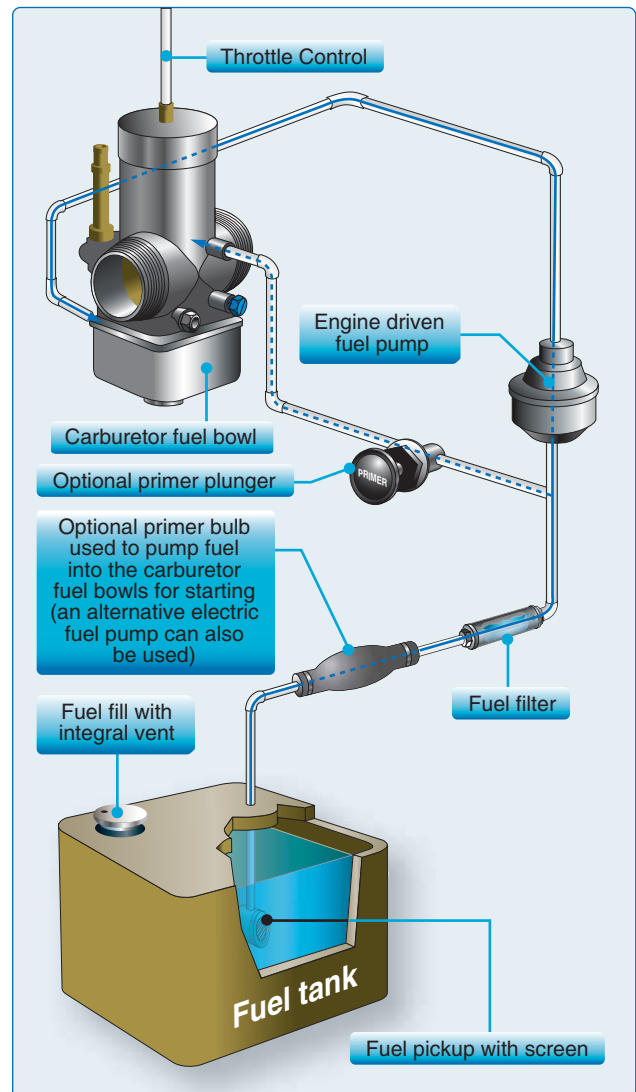 Throttle Control
Engine driven
fuel pump
Carburetor fuel bowl
Optional primer plunger
PRIMER
Optional primer bulb
used to pump fuel
into the carburetor
fuel bowls for starting
(an alternative electric
fuel pump can also
be used)
Fuel filter
Fuel fill with
integral vent
Fuel tank
Fuel pickup with screen